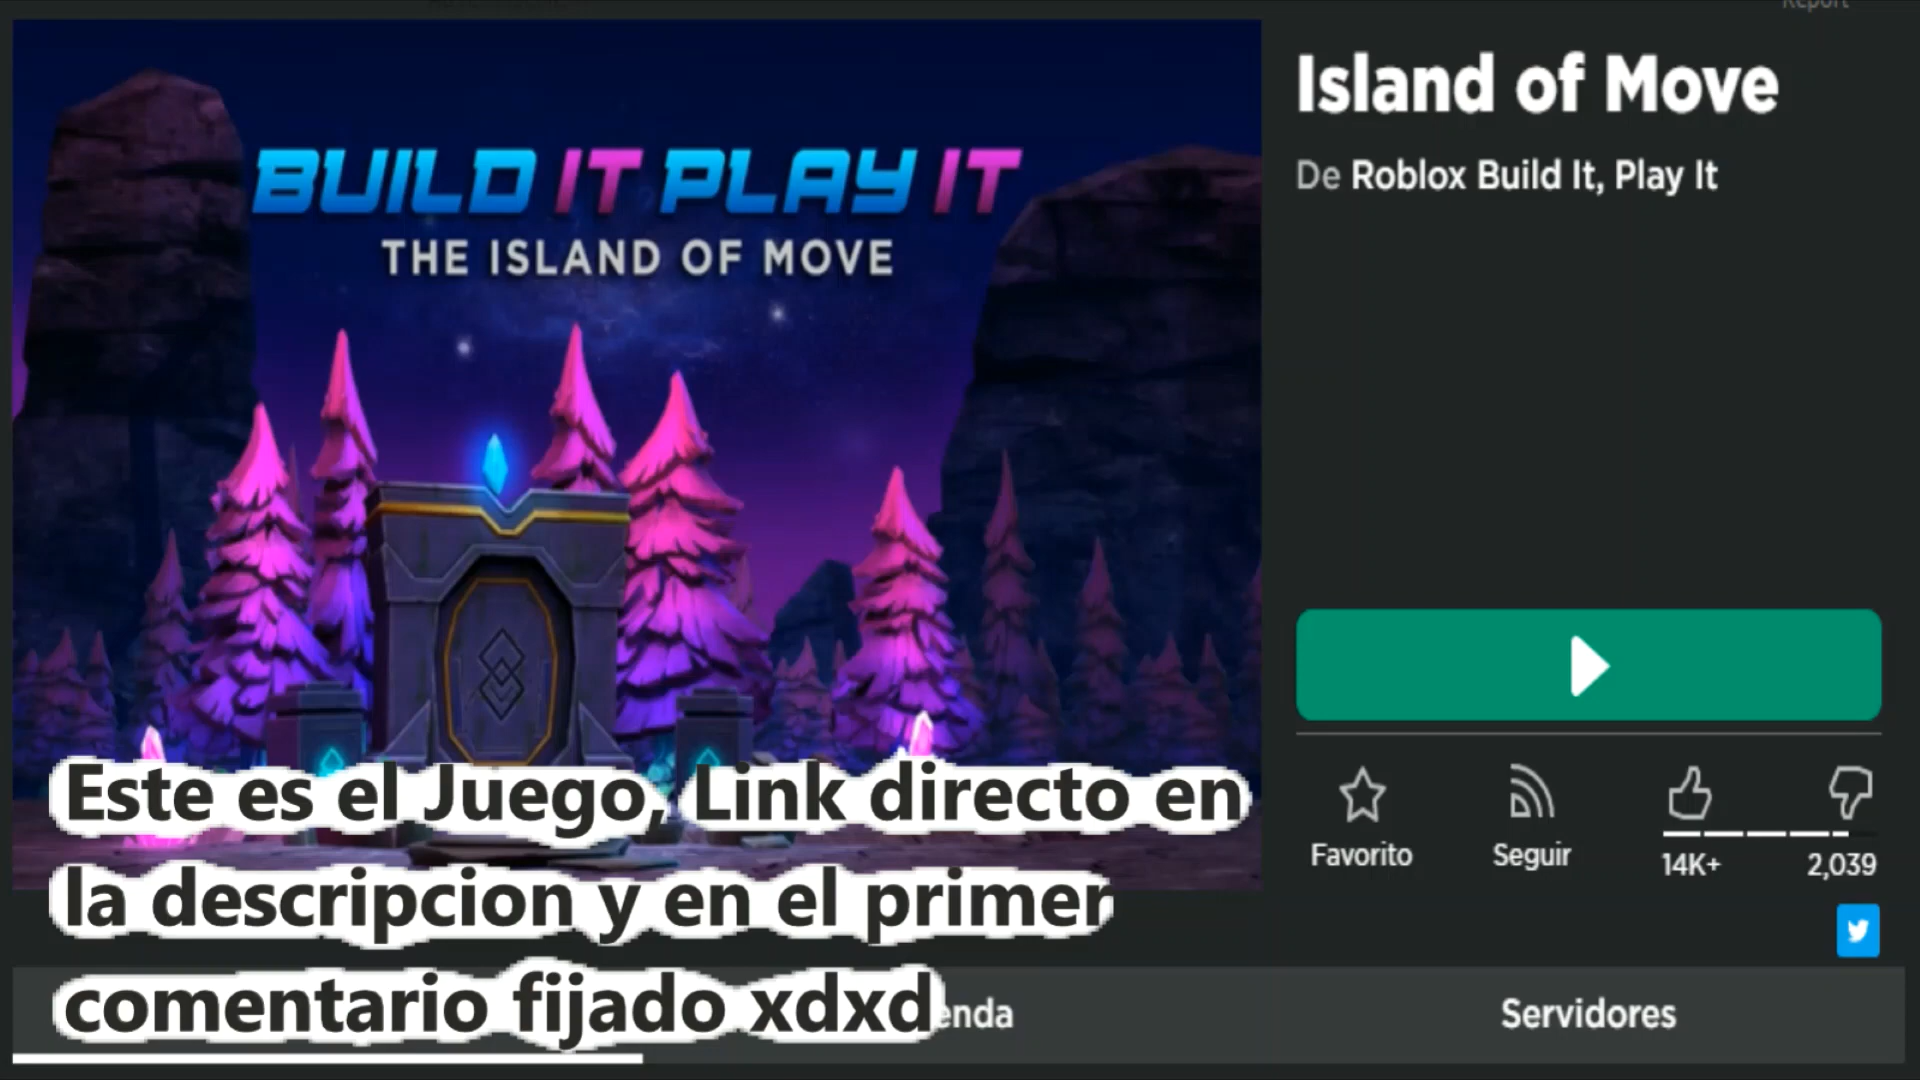 Report
Island of Move
De Roblox Build It, Play It
BUILD IT PLAY IT
THE ISLAND OF MOVE
Favorito
Seguir
14K+
2,039
Este es el Juego, Link directo en
la descripcion y en el primer
comentario fijado xdxd
enda
Servidores